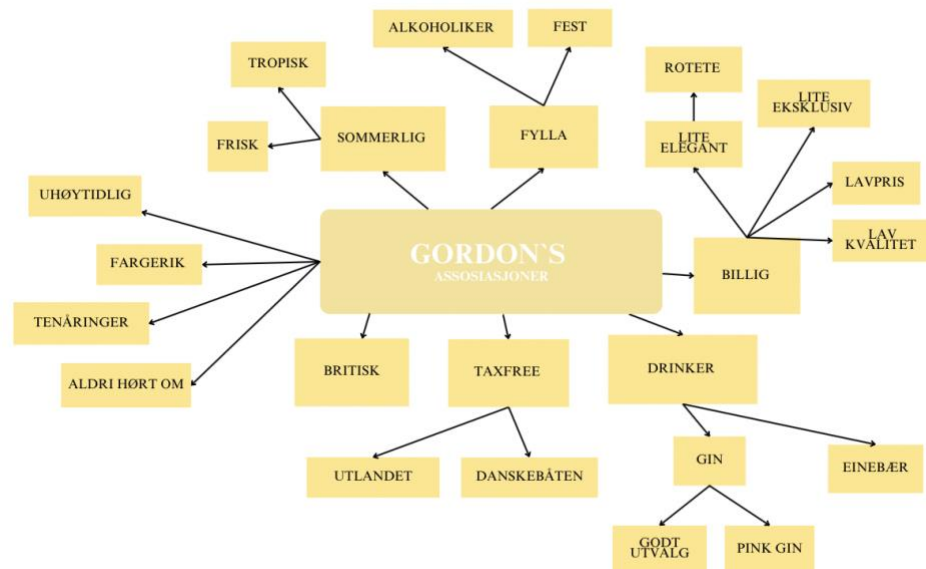 ALKOHOLIKER
FEST
TROPISK
ROTETE
LITE
EKSKLUSIV
FRISK
SOMMERLIG
FYLLA
LITE
ELEGANT
UHØYTIDLIG
LAVPRIS
FARGERIK
GORDON`S
ASSOSIASJONER
LAV
KVALITET
BILLIG
TENÅRINGER
ALDRI HØRT OM
BRITISK
TAXFREE
DRINKER
UTLANDET
DANSKEBÅTEN
GIN
EINEBÆR
GODT
UTVALG
PINK GIN